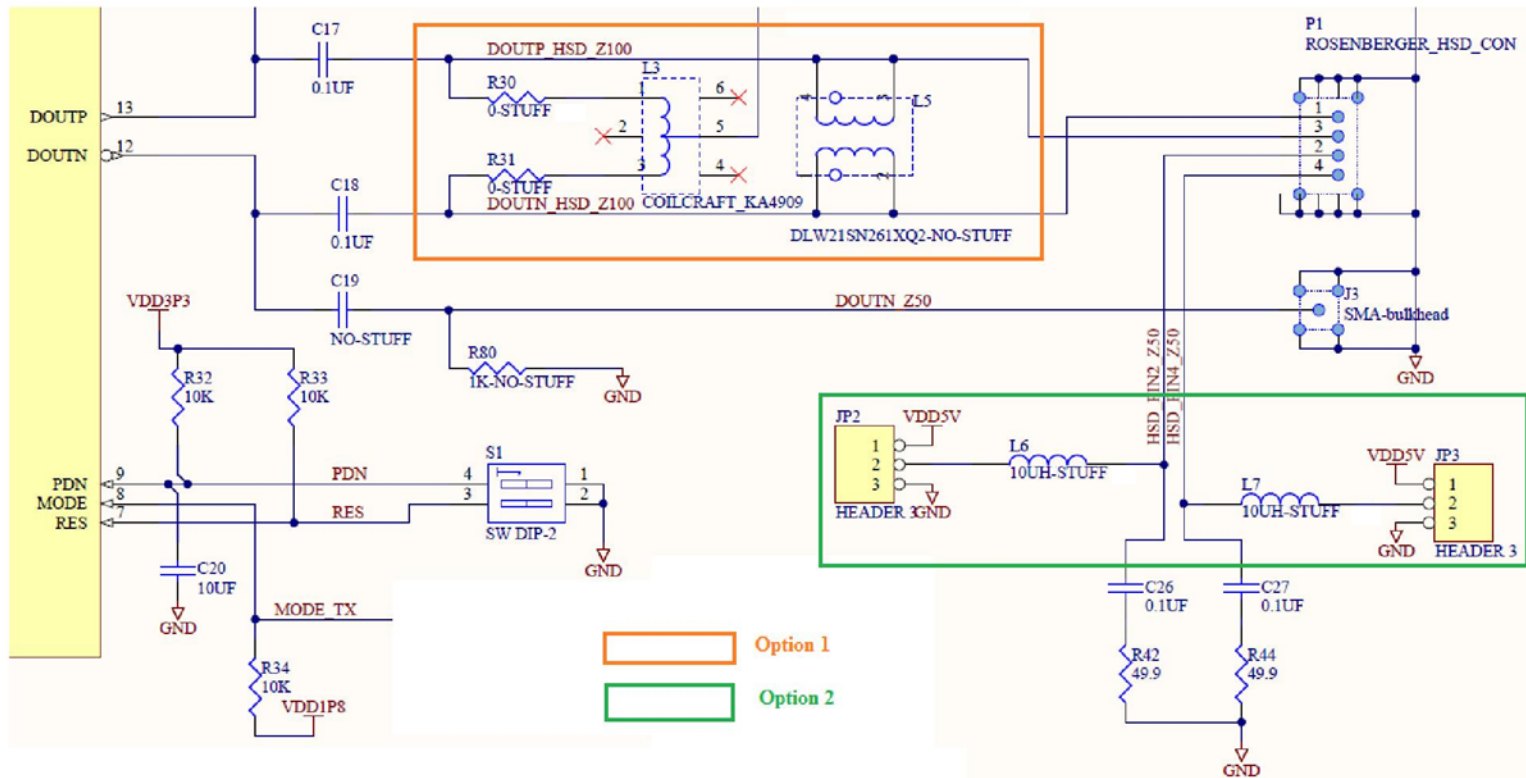 P1
ROSENBERGER_HSD_CON
C17
0.1UF
DOUTP_HSD_Z100
L3
R30
0-STUFF
1
6
2
5
3
4
4
3
L5
2
DOUTP
13
DOUTN
12
R31
0-STUFF
DOUTN_HSD_Z100
COILCRAFT_KA4909
DLW21SN261XQ2-NO-STUFF
1
3
2
4
C18
0.1UF
C19
NO-STUFF
DOUTN_Z50
J3
SMA-bulkhead
GND
VDD3P3
R32
10K
R33
10K
R80
1K-NO-STUFF
GND
HSD_PIN2_Z50
HSD_PIN4_Z50
JP2
VDD5V
1
2
3
GND
HEADER 3
L6
10UH-STUFF
L7
10UH-STUFF
VDD5V
JP3
1
2
3
GND
HEADER 3
PDN
9
MODE
8
RES
7
PDN
RES
S1
4
3
1
2
SW DIP-2
GND
C20
10UF
GND
MODE_TX
R34
10K
VDD1P8
C26
0.1UF
C27
0.1UF
R42
49.9
R44
49.9
GND
Option 1
Option 2